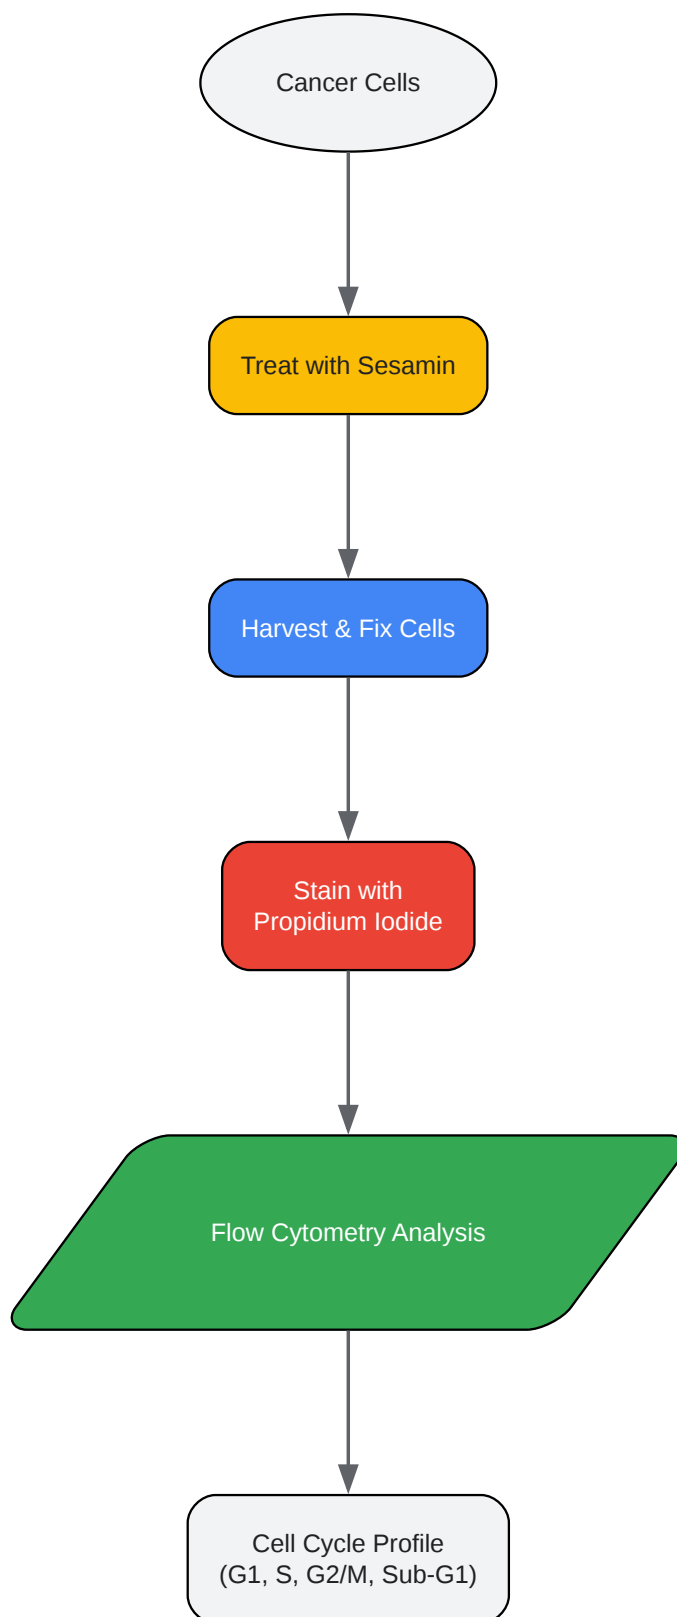 Cancer Cells
Treat with Sesamin
Harvest & Fix Cells
Stain with
Propidium Iodide
Flow Cytometry Analysis
Cell Cycle Profile
(G1, S, G2/M, Sub-G1)